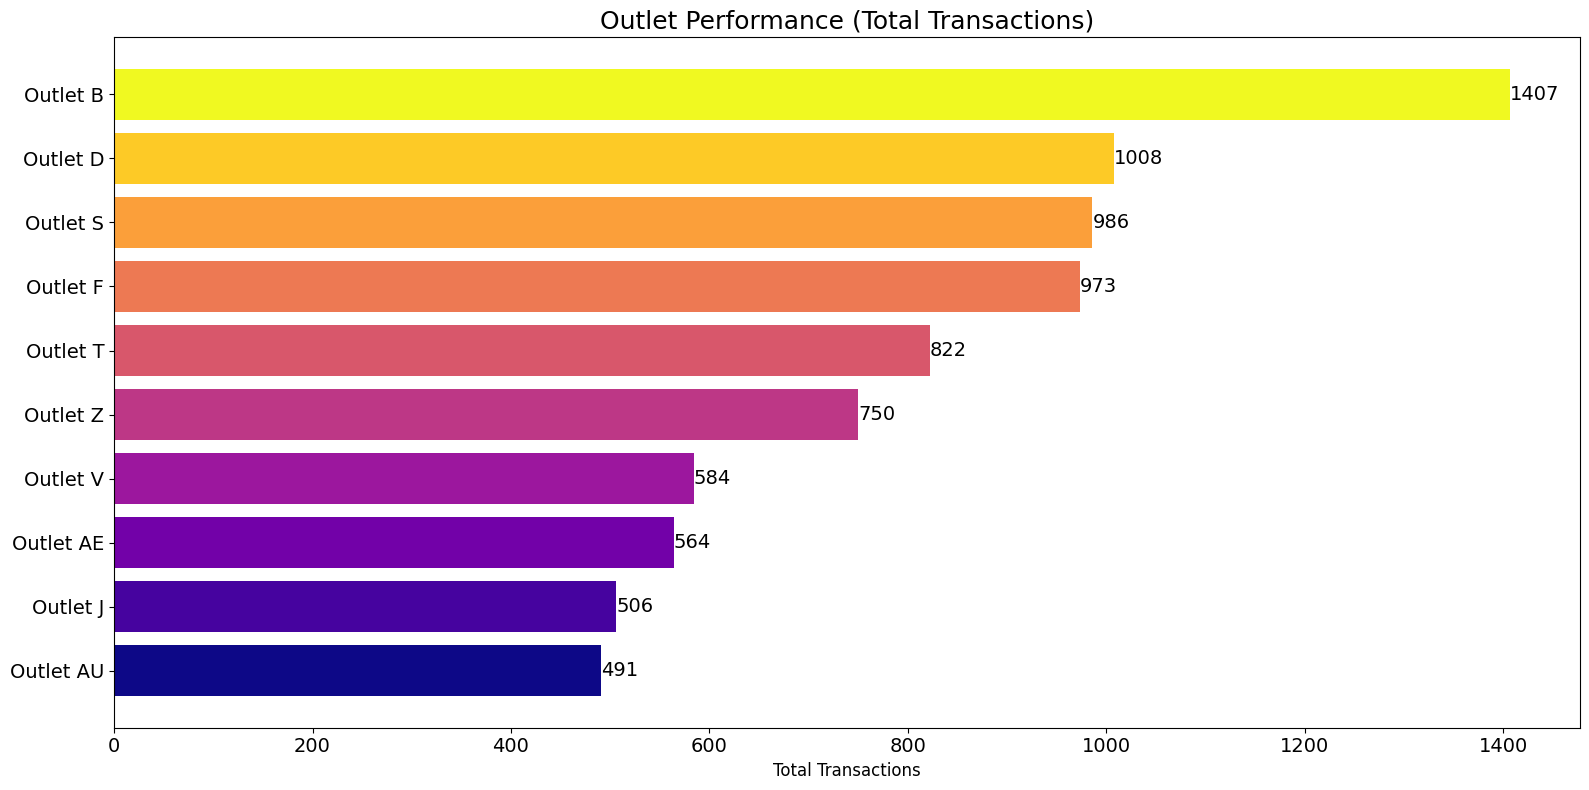 Outlet Performance (Total Transactions)
Outlet B 1407
Outlet D 1008
Outlet S 986
Outlet F 973
Outlet T 822
Outlet Z 750
Outlet V 584
Outlet AE 564
Outlet J 506
Outlet AU 491
0 200 400 600 800 1000 1200 1400
Total Transactions